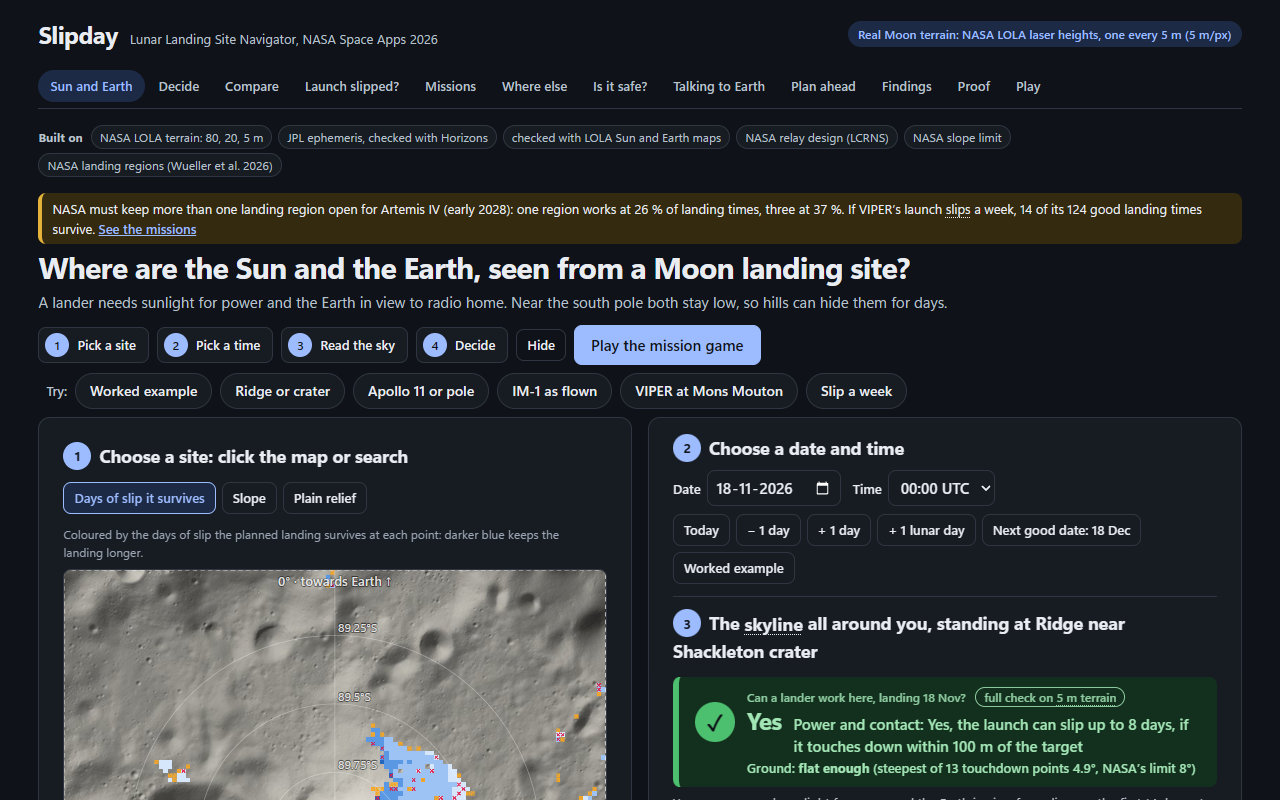 Slipday Lunar Landing Site Navigator, NASA Space Apps 2026
Real Moon terrain: NASA LOLA laser heights, one every 5 m (5 m/px)
Sun and Earth Decide Compare Launch slipped? Missions Where else Is it safe? Talking to Earth Plan ahead Findings Proof Play
Built on NASA LOLA terrain: 80, 20, 5 m JPL ephemeris, checked with Horizons checked with LOLA Sun and Earth maps NASA relay design (LCRNS) NASA slope limit
NASA landing regions (Wueller et al. 2026)
NASA must keep more than one landing region open for Artemis IV (early 2028): one region works at 26 % of landing times, three at 37 %. If VIPER's launch slips a week, 14 of its 124 good landing times
survive. See the missions
Where are the Sun and the Earth, seen from a Moon landing site?
A lander needs sunlight for power and the Earth in view to radio home. Near the south pole both stay low, so hills can hide them for days.
1 Pick a site 2 Pick a time 3 Read the sky 4 Decide Hide Play the mission game
Try: Worked example Ridge or crater Apollo 11 or pole IM-1 as flown VIPER at Mons Mouton Slip a week
1 Choose a site: click the map or search
Days of slip it survives Slope Plain relief
Coloured by the days of slip the planned landing survives at each point: darker blue keeps the
landing longer.
0° · towards Earth ↑
89.25°S
89.5°S
89.75°S
2 Choose a date and time
Date 18-11-2026 Time 00:00 UTC
Today − 1 day + 1 day + 1 lunar day Next good date: 18 Dec
Worked example
3 The skyline all around you, standing at Ridge near
Shackleton crater
Can a lander work here, landing 18 Nov? full check on 5 m terrain
✓ Yes Power and contact: Yes, the launch can slip up to 8 days, if
it touches down within 100 m of the target
Ground: flat enough (steepest of 13 touchdown points 4.9°, NASA's limit 8°)